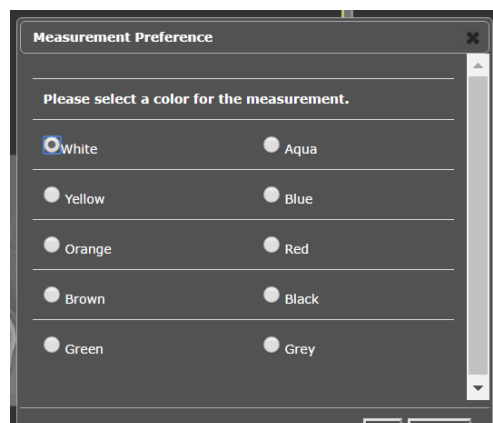 Measurement Preference
Please select a color for the measurement.
White Aqua
Yellow Blue
Orange Red
Brown Black
Green Grey